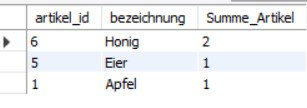 artikel_id bezeichnung Summe_Artikel
6 Honig 2
5 Eier 1
1 Apfel 1